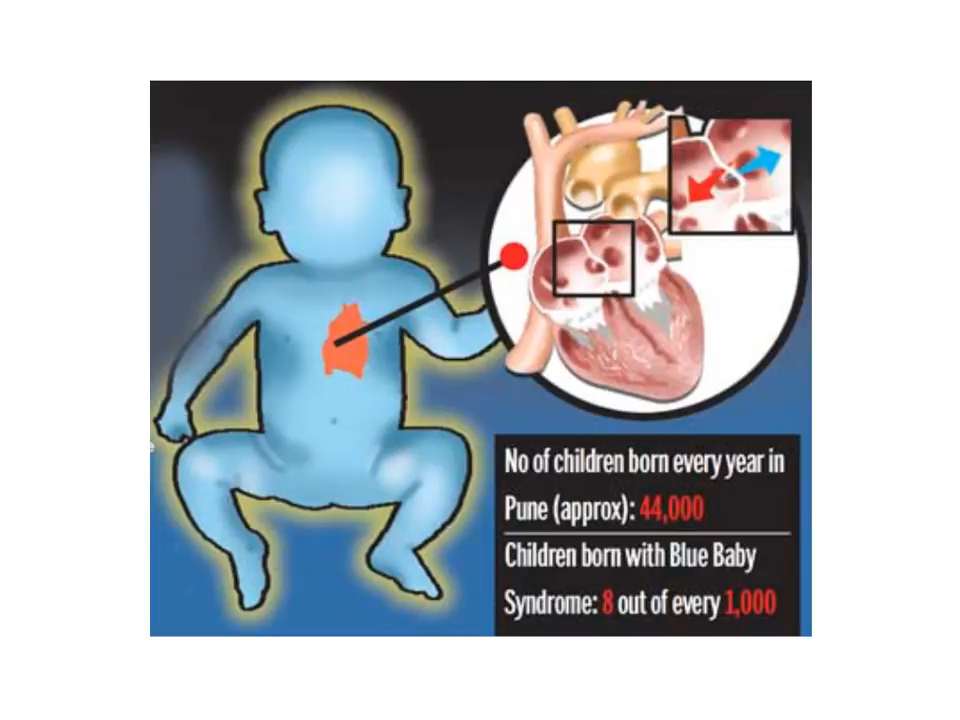 No of children born every year in
Pune (approx): 44,000
Children born with Blue Baby
Syndrome: 8 out of every 1,000